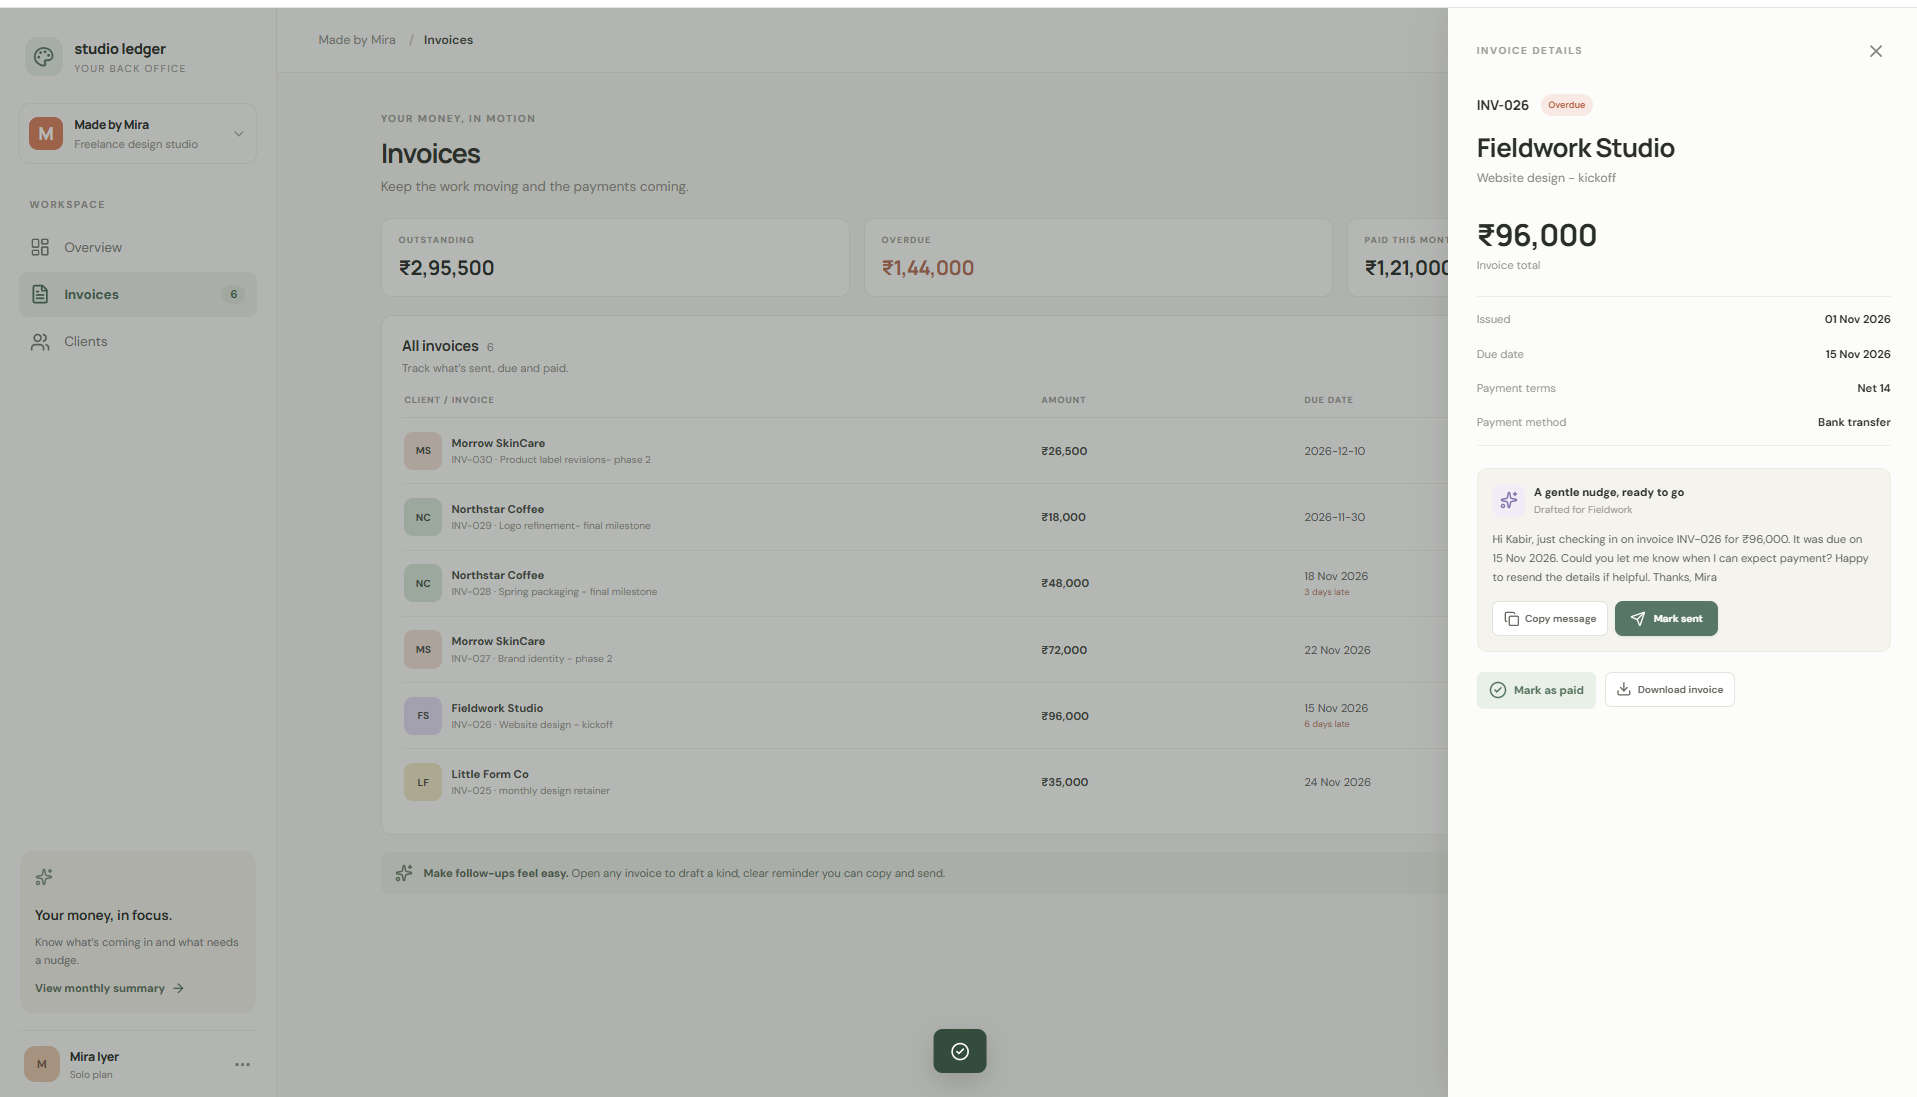 studio ledger
YOUR BACK OFFICE
M
Made by Mira
Freelance design studio
WORKSPACE
Overview
Invoices 6
Clients
Your money, in focus.
Know what's coming in and what needs
a nudge.
View monthly summary
M
Mira Iyer
Solo plan
Made by Mira / Invoices
YOUR MONEY, IN MOTION
Invoices
Keep the work moving and the payments coming.
OUTSTANDING
₹2,95,500
OVERDUE
₹1,44,000
PAID THIS MONT
₹1,21,000
All invoices 6
Track what's sent, due and paid.
CLIENT / INVOICE AMOUNT DUE DATE
MS Morrow SkinCare ₹26,500 2026-12-10
INV-030 · Product label revisions- phase 2
NC Northstar Coffee ₹18,000 2026-11-30
INV-029 · Logo refinement- final milestone
NC Northstar Coffee ₹48,000 18 Nov 2026
INV-028 · Spring packaging - final milestone 3 days late
MS Morrow SkinCare ₹72,000 22 Nov 2026
INV-027 · Brand identity - phase 2
FS Fieldwork Studio ₹96,000 15 Nov 2026
INV-026 · Website design - kickoff 6 days late
LF Little Form Co ₹35,000 24 Nov 2026
INV-025 · monthly design retainer
Make follow-ups feel easy. Open any invoice to draft a kind, clear reminder you can copy and send.
INVOICE DETAILS
INV-026 Overdue
Fieldwork Studio
Website design - kickoff
₹96,000
Invoice total
Issued 01 Nov 2026
Due date 15 Nov 2026
Payment terms Net 14
Payment method Bank transfer
A gentle nudge, ready to go
Drafted for Fieldwork
Hi Kabir, just checking in on invoice INV-026 for ₹96,000. It was due on
15 Nov 2026. Could you let me know when I can expect payment? Happy
to resend the details if helpful. Thanks, Mira
Copy message Mark sent
Mark as paid Download invoice